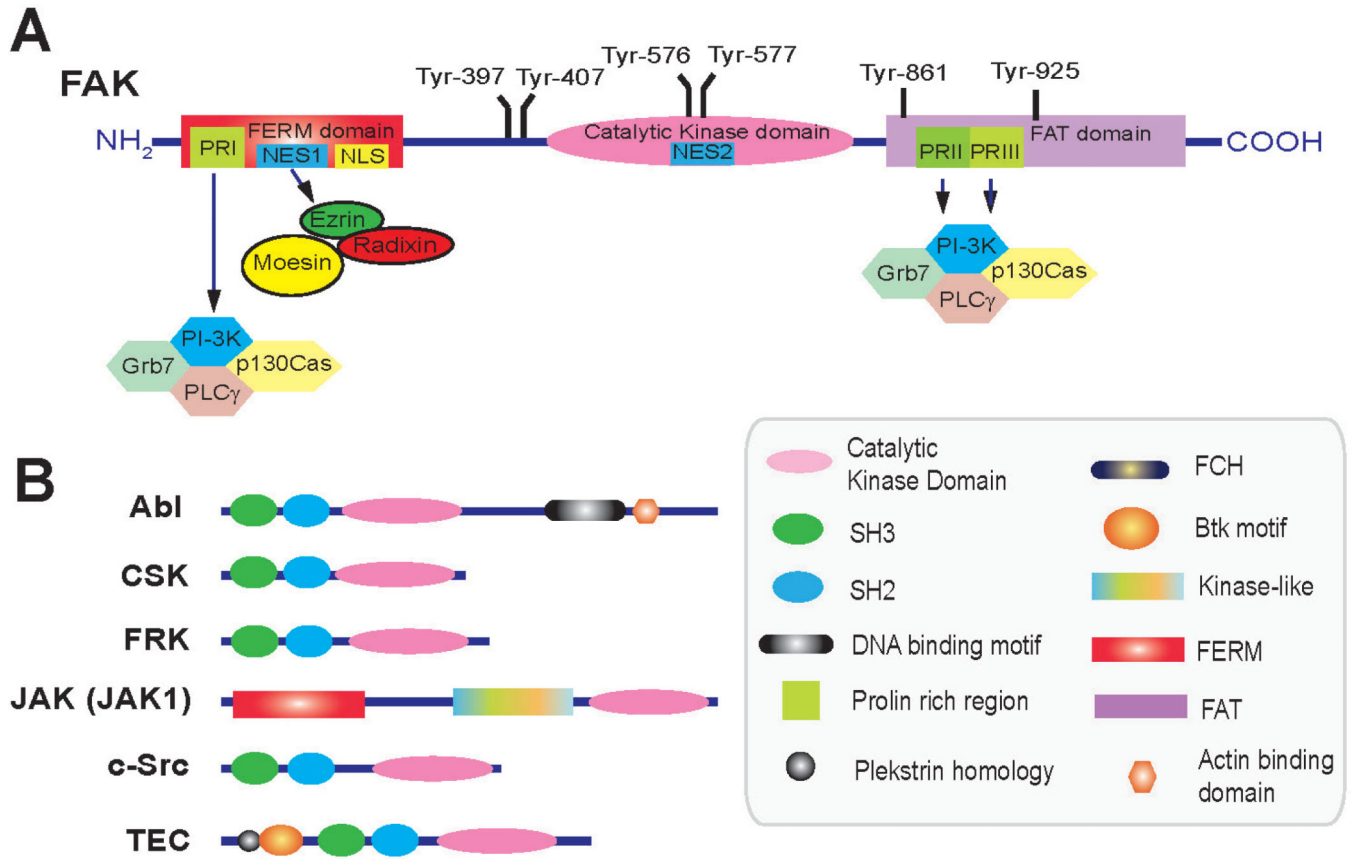 A
FAK
Tyr-397
Tyr-407
Tyr-576
Tyr-577
Tyr-861
Tyr-925
NH2
PRI
FERM domain
NES1
NLS
Catalytic Kinase domain
NES2
PRII
PRIII
FAT domain
COOH
Ezrin
Radixin
Moesin
PI-3K
Grb7
p130Cas
PLCγ
PI-3K
Grb7
p130Cas
PLCγ
B
Abl
CSK
FRK
JAK (JAK1)
c-Src
TEC
Catalytic
Kinase Domain
SH3
SH2
DNA binding motif
Prolin rich region
Plekstrin homology
FCH
Btk motif
Kinase-like
FERM
FAT
Actin binding
domain